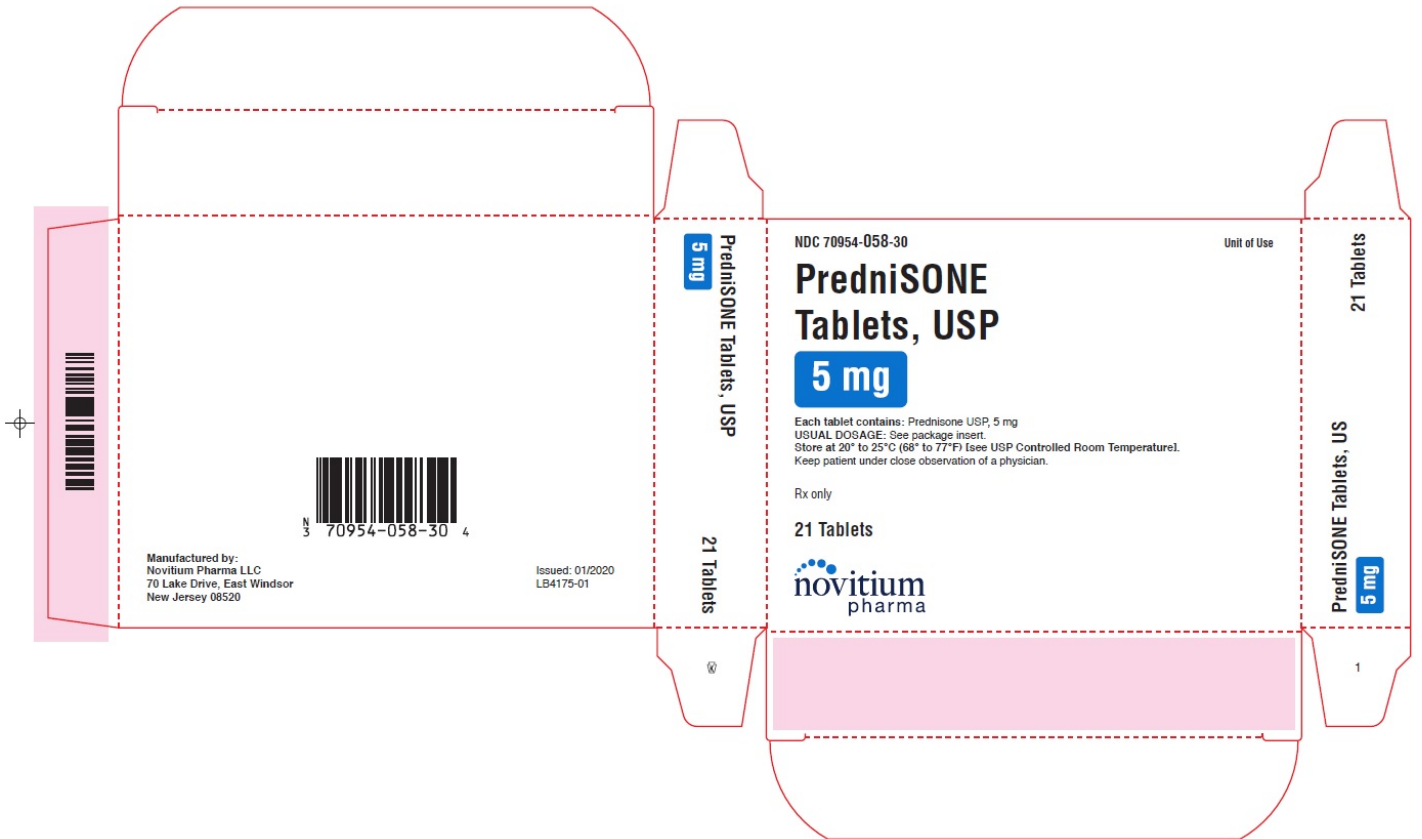 N
3
70954-058-30 4
Manufactured by:
Novitium Pharma LLC
70 Lake Drive, East Windsor
New Jersey 08520
Issued: 01/2020
LB4175-01
PredniSONE Tablets, USP
5 mg
21 Tablets
NDC 70954-058-30
Unit of Use
PredniSONE
Tablets, USP
5 mg
Each tablet contains: Prednisone USP, 5 mg
USUAL DOSAGE: See package insert.
Store at 20° to 25°C (68° to 77°F) [see USP Controlled Room Temperature].
Keep patient under close observation of a physician.
Rx only
21 Tablets
novitium
pharma
21 Tablets
PredniSONE Tablets, US
5 mg
1